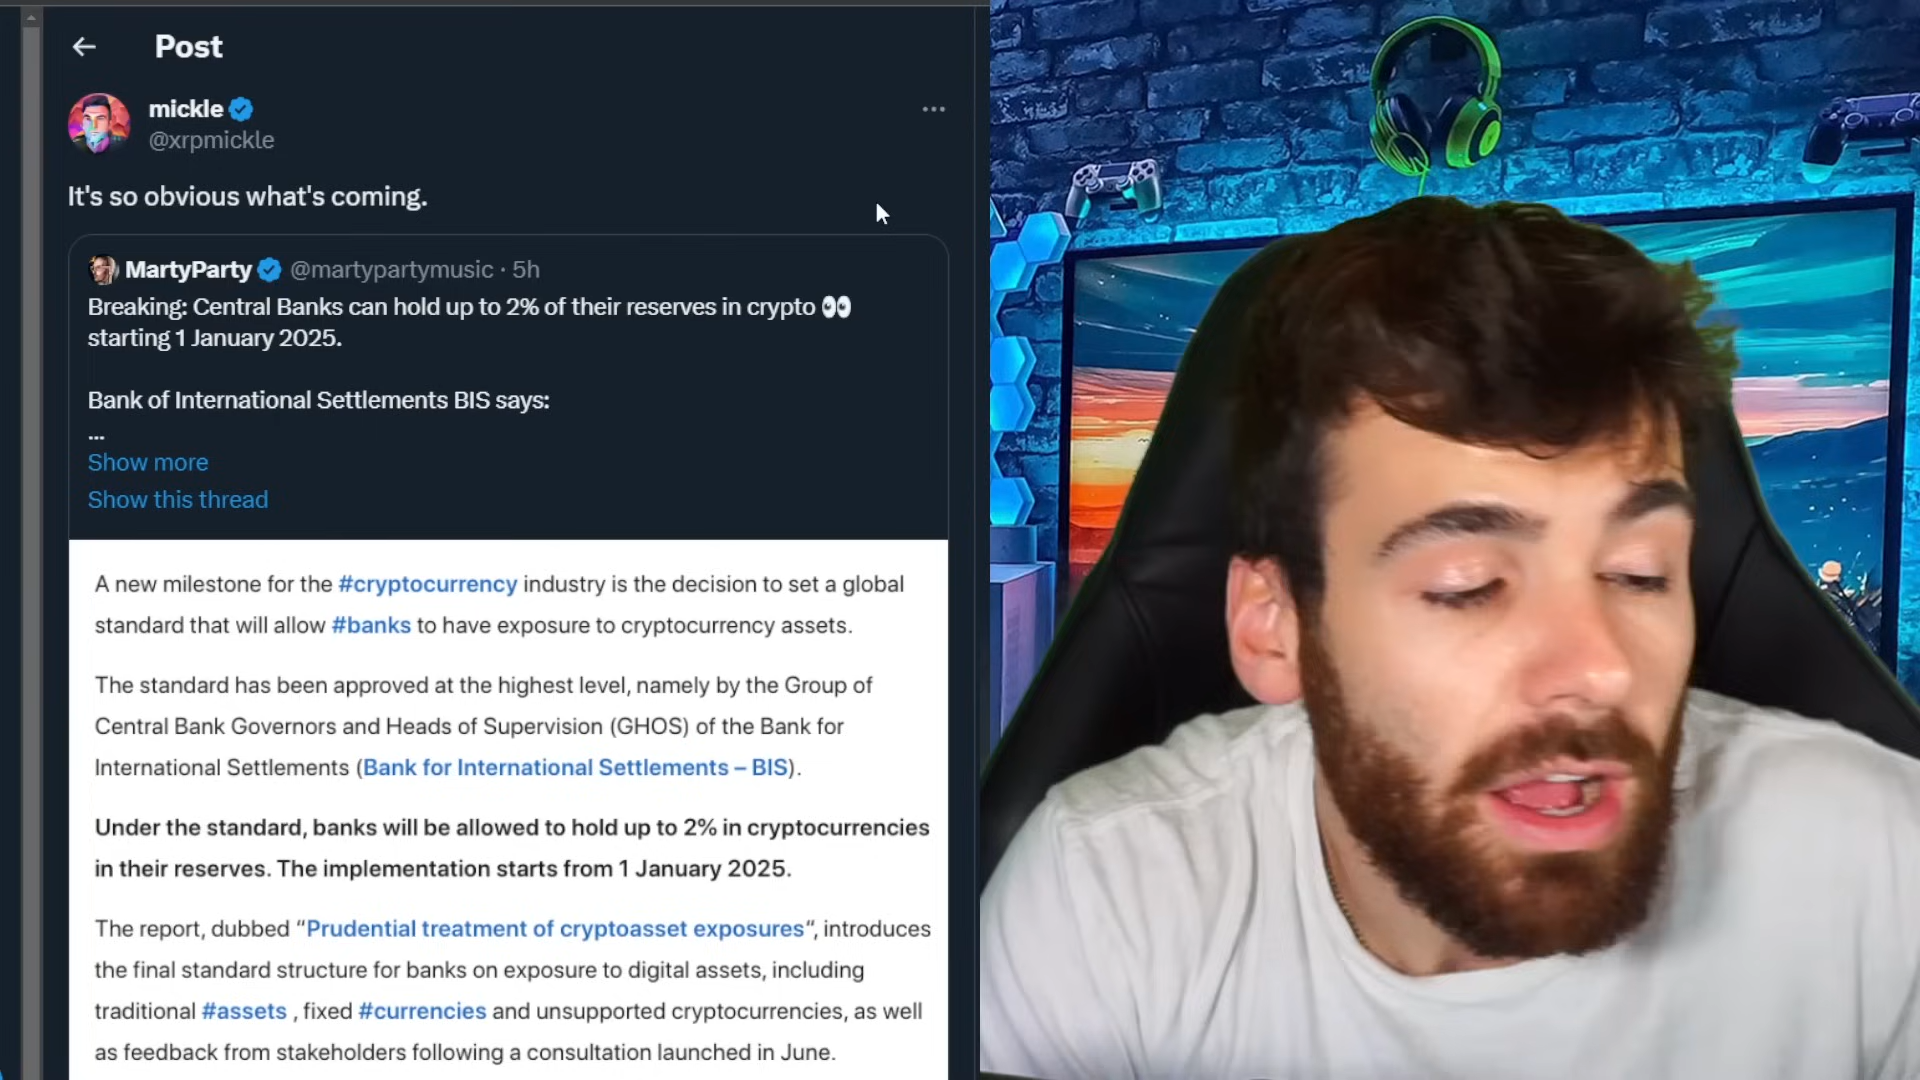 Post
mickle
@xrpmickle
It's so obvious what's coming.
MartyParty @martypartymusic · 5h
Breaking: Central Banks can hold up to 2% of their reserves in crypto 👀
starting 1 January 2025.
Bank of International Settlements BIS says:
...
Show more
Show this thread
A new milestone for the #cryptocurrency industry is the decision to set a global
standard that will allow #banks to have exposure to cryptocurrency assets.
The standard has been approved at the highest level, namely by the Group of
Central Bank Governors and Heads of Supervision (GHOS) of the Bank for
International Settlements (Bank for International Settlements – BIS).
Under the standard, banks will be allowed to hold up to 2% in cryptocurrencies
in their reserves. The implementation starts from 1 January 2025.
The report, dubbed “Prudential treatment of cryptoasset exposures“, introduces
the final standard structure for banks on exposure to digital assets, including
traditional #assets , fixed #currencies and unsupported cryptocurrencies, as well
as feedback from stakeholders following a consultation launched in June.